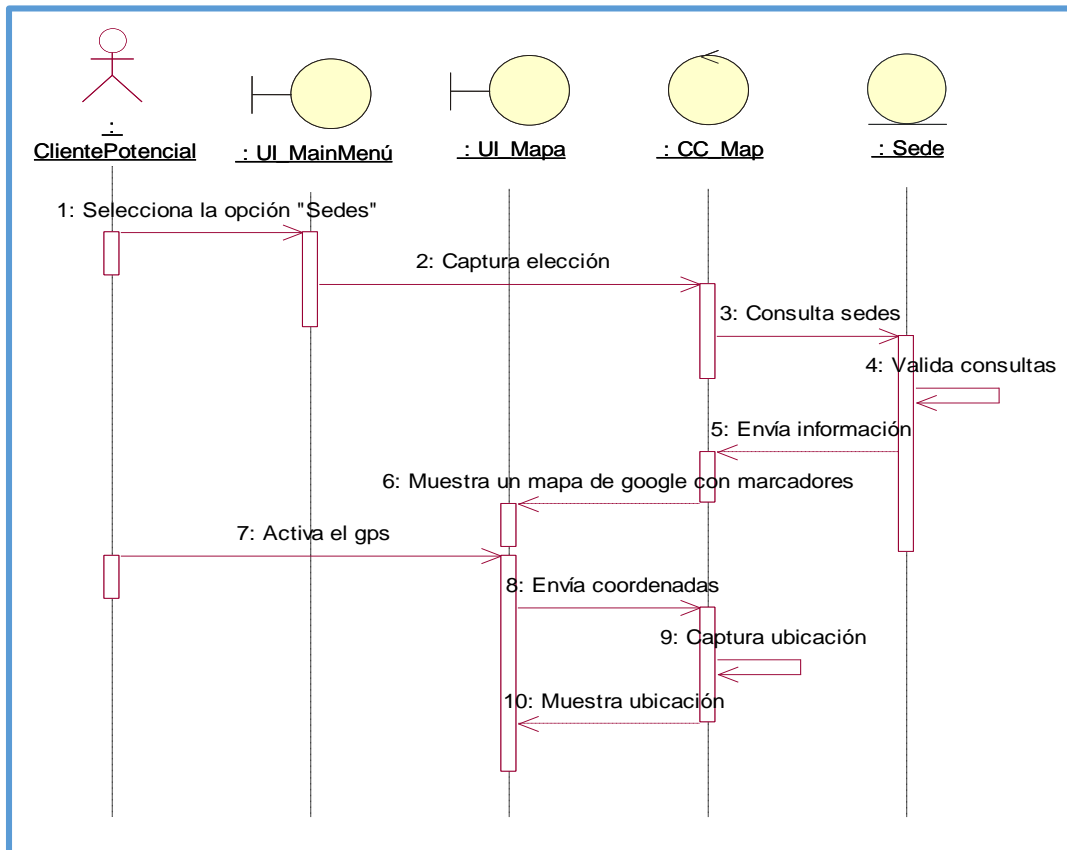 :
ClientePotencial
: UI_MainMenú
: UI_Mapa
: CC_Map
: Sede
1: Selecciona la opción "Sedes"
2: Captura elección
3: Consulta sedes
4: Valida consultas
5: Envía información
6: Muestra un mapa de google con marcadores
7: Activa el gps
8: Envía coordenadas
9: Captura ubicación
10: Muestra ubicación